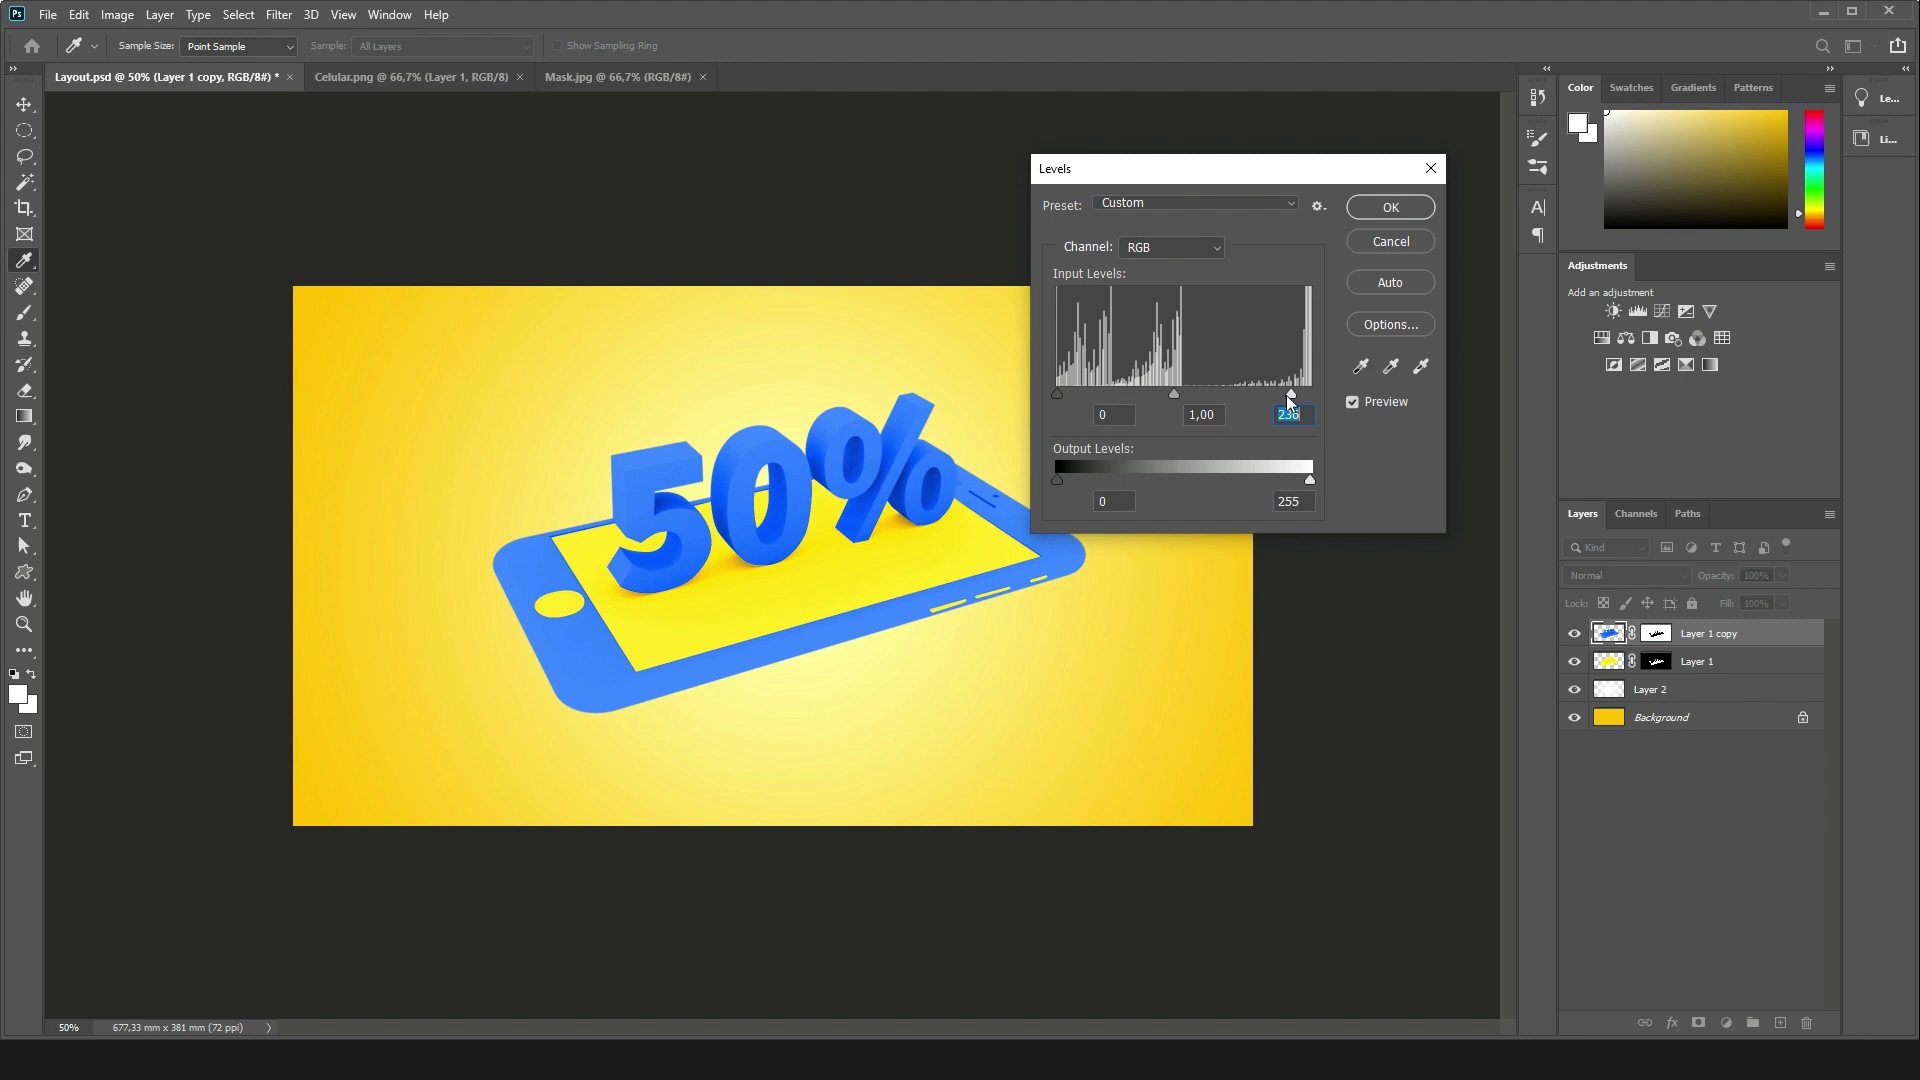 Ps File Edit Image Layer Type Select Filter 3D View Window Help
Sample Size: Point Sample Sample: All Layers Show Sampling Ring
Layout.psd @ 50% (Layer 1 copy, RGB/8#) * Celular.png @ 66,7% (Layer 1, RGB/8) Mask.jpg @ 66,7% (RGB/8#)
Color Swatches Gradients Patterns
Le...
Li...
Levels
Preset: Custom
OK
Channel: RGB
Cancel
Input Levels:
Auto
Options...
Preview
0 1,00 236
Output Levels:
0 255
50%
Adjustments
Add an adjustment
Layers Channels Paths
Kind
Normal Opacity: 100%
Lock: Fill: 100%
Layer 1 copy
Layer 1
Layer 2
Background
50% 677,33 mm x 381 mm (72 ppi)